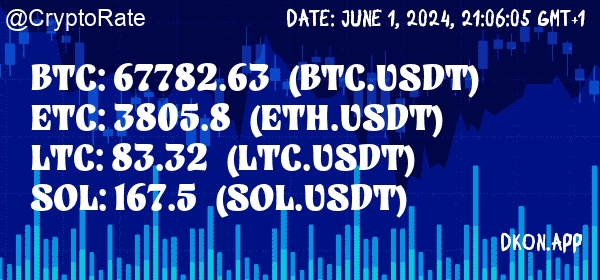 @CryptoRate
DATE: JUNE 1, 2024, 21:06:05 GMT+1
BTC: 67782.63 (BTC.USDT)
ETC: 3805.8 (ETH.USDT)
LTC: 83.32 (LTC.USDT)
SOL: 167.5 (SOL.USDT)
DKON.APP